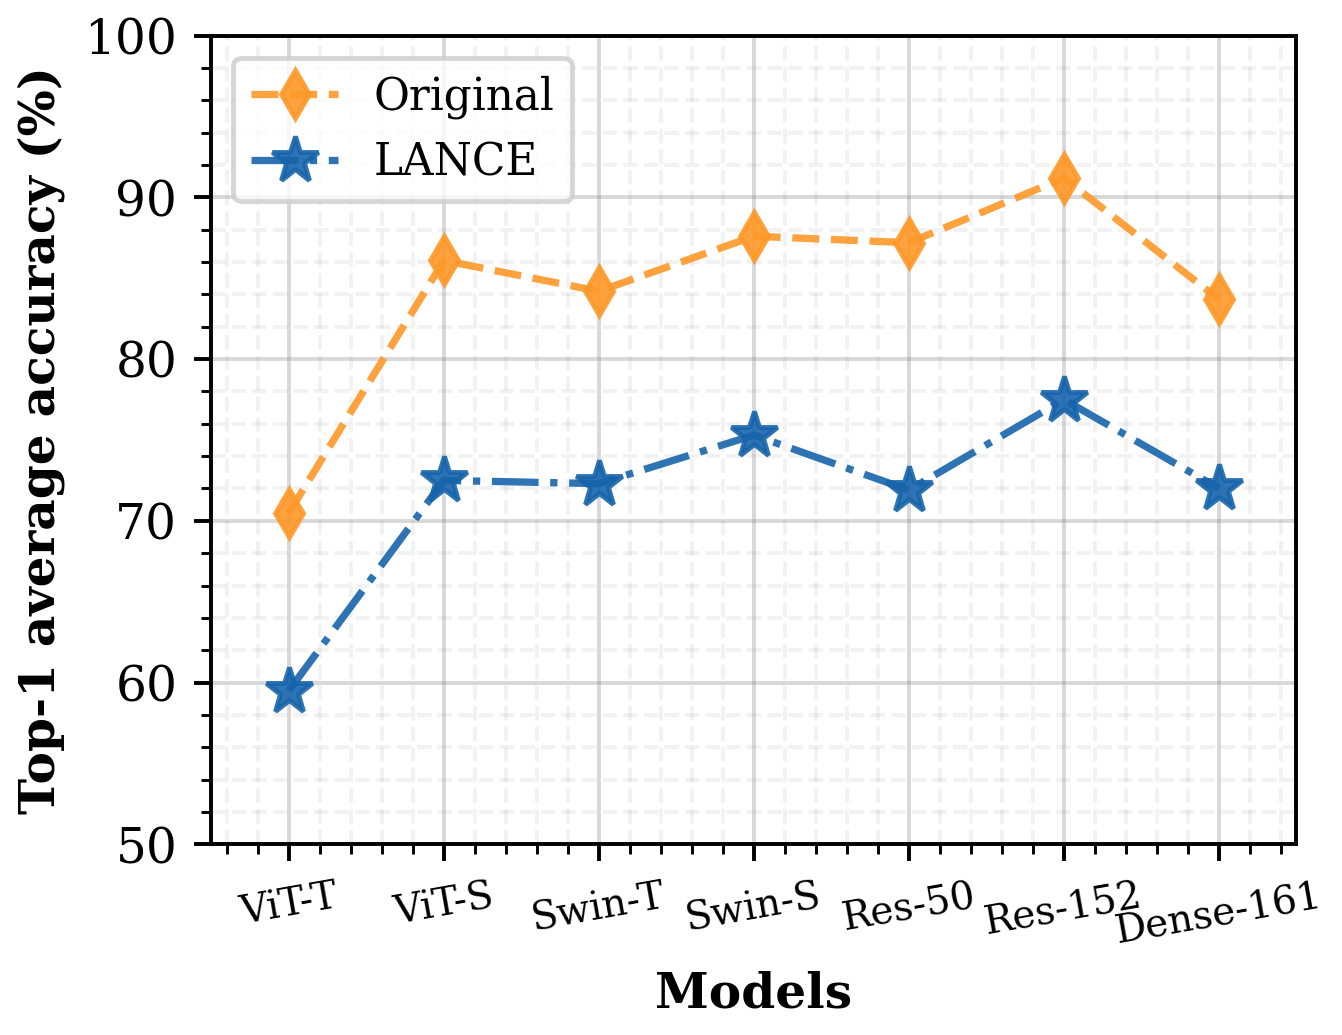 Top-1 average accuracy (%)
100
90
80
70
60
50
Original
LANCE
ViT-T
ViT-S
Swin-T
Swin-S
Res-50
Res-152
Dense-161
Models